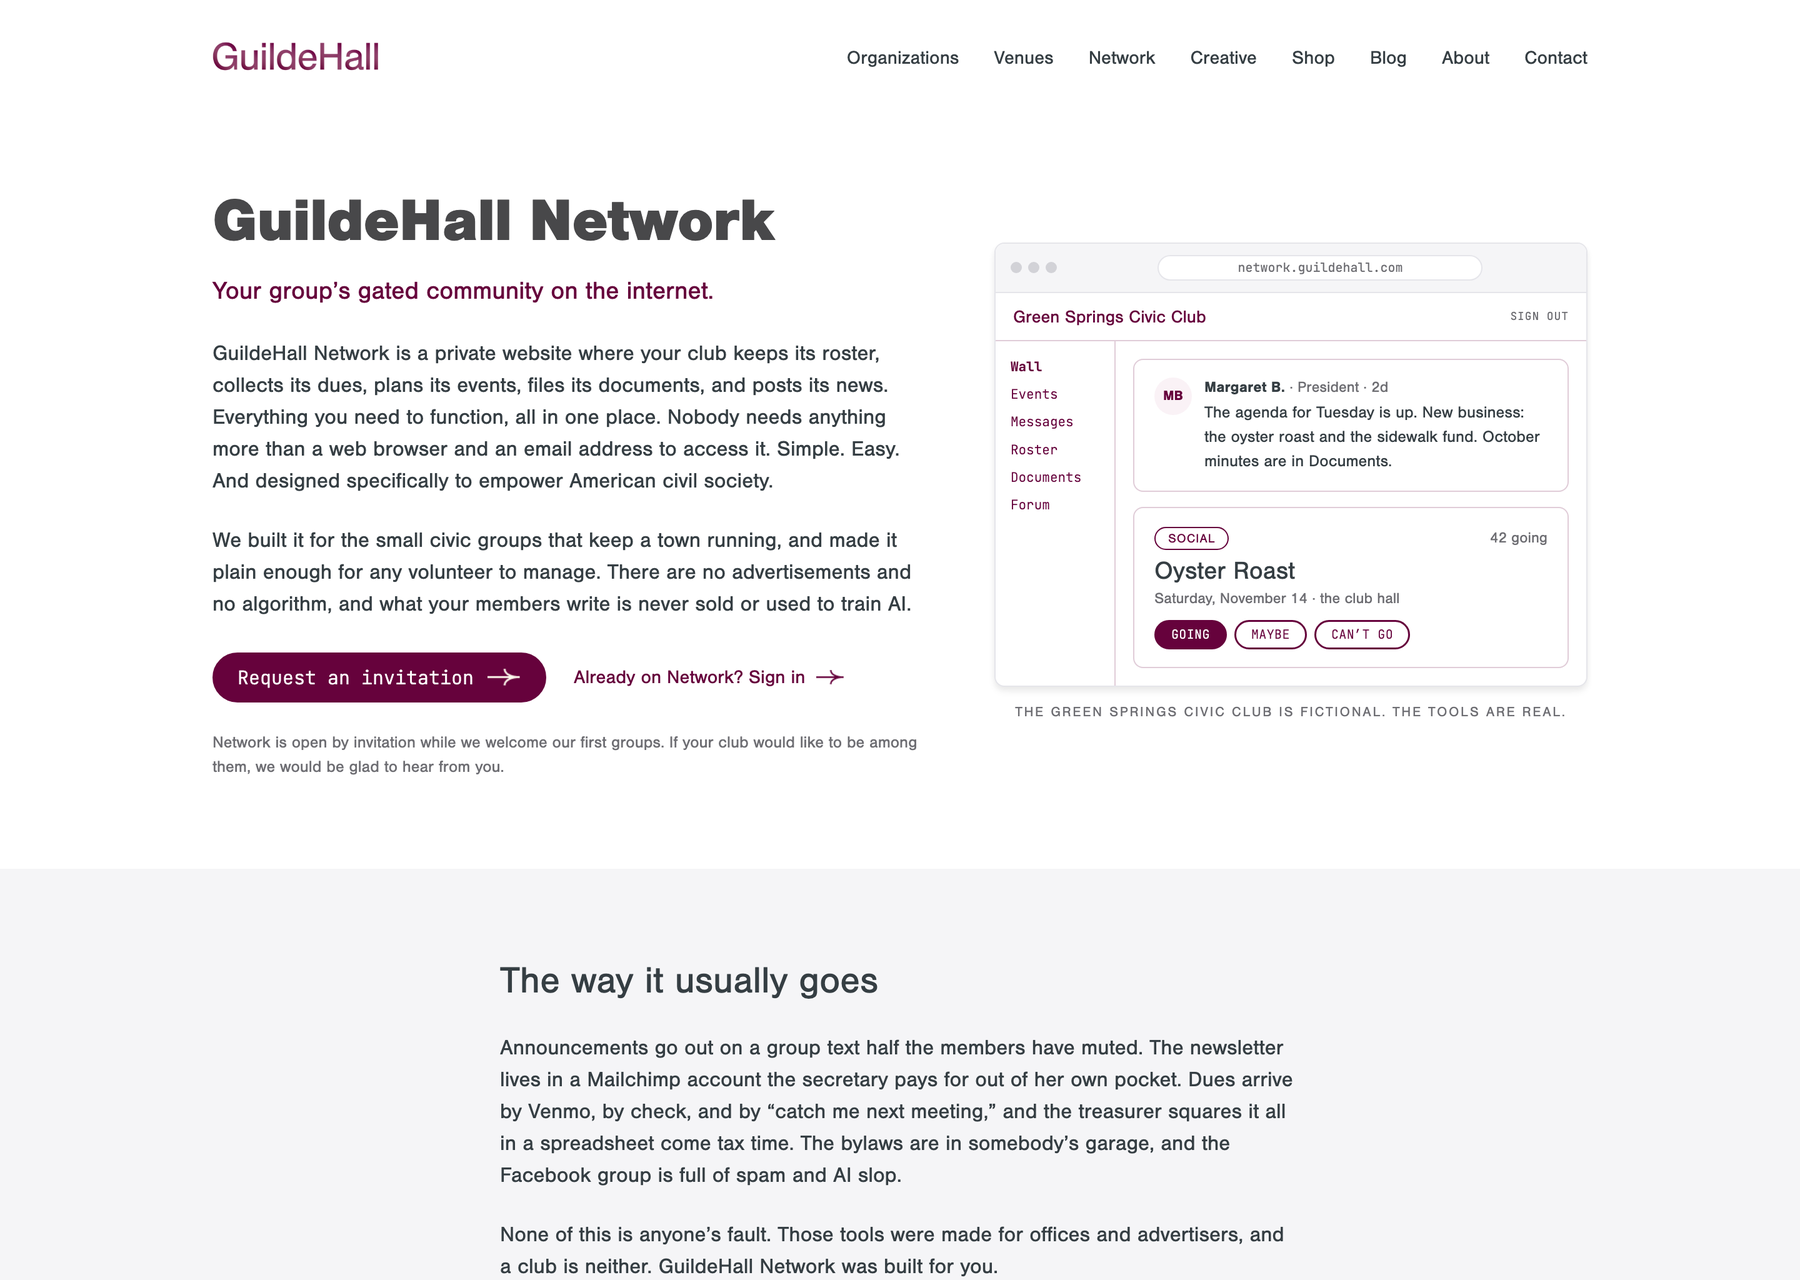 GuildeHall
Organizations Venues Network Creative Shop Blog About Contact
GuildeHall Network
Your group’s gated community on the internet.
GuildeHall Network is a private website where your club keeps its roster,
collects its dues, plans its events, files its documents, and posts its news.
Everything you need to function, all in one place. Nobody needs anything
more than a web browser and an email address to access it. Simple. Easy.
And designed specifically to empower American civil society.
We built it for the small civic groups that keep a town running, and made it
plain enough for any volunteer to manage. There are no advertisements and
no algorithm, and what your members write is never sold or used to train AI.
Request an invitation
Already on Network? Sign in
Network is open by invitation while we welcome our first groups. If your club would like to be among
them, we would be glad to hear from you.
network.guildehall.com
Green Springs Civic Club
SIGN OUT
Wall
Events
Messages
Roster
Documents
Forum
MB
Margaret B. · President · 2d
The agenda for Tuesday is up. New business:
the oyster roast and the sidewalk fund. October
minutes are in Documents.
SOCIAL
42 going
Oyster Roast
Saturday, November 14 · the club hall
GOING MAYBE CAN’T GO
THE GREEN SPRINGS CIVIC CLUB IS FICTIONAL. THE TOOLS ARE REAL.
The way it usually goes
Announcements go out on a group text half the members have muted. The newsletter
lives in a Mailchimp account the secretary pays for out of her own pocket. Dues arrive
by Venmo, by check, and by “catch me next meeting,” and the treasurer squares it all
in a spreadsheet come tax time. The bylaws are in somebody’s garage, and the
Facebook group is full of spam and AI slop.
None of this is anyone’s fault. Those tools were made for offices and advertisers, and
a club is neither. GuildeHall Network was built for you.